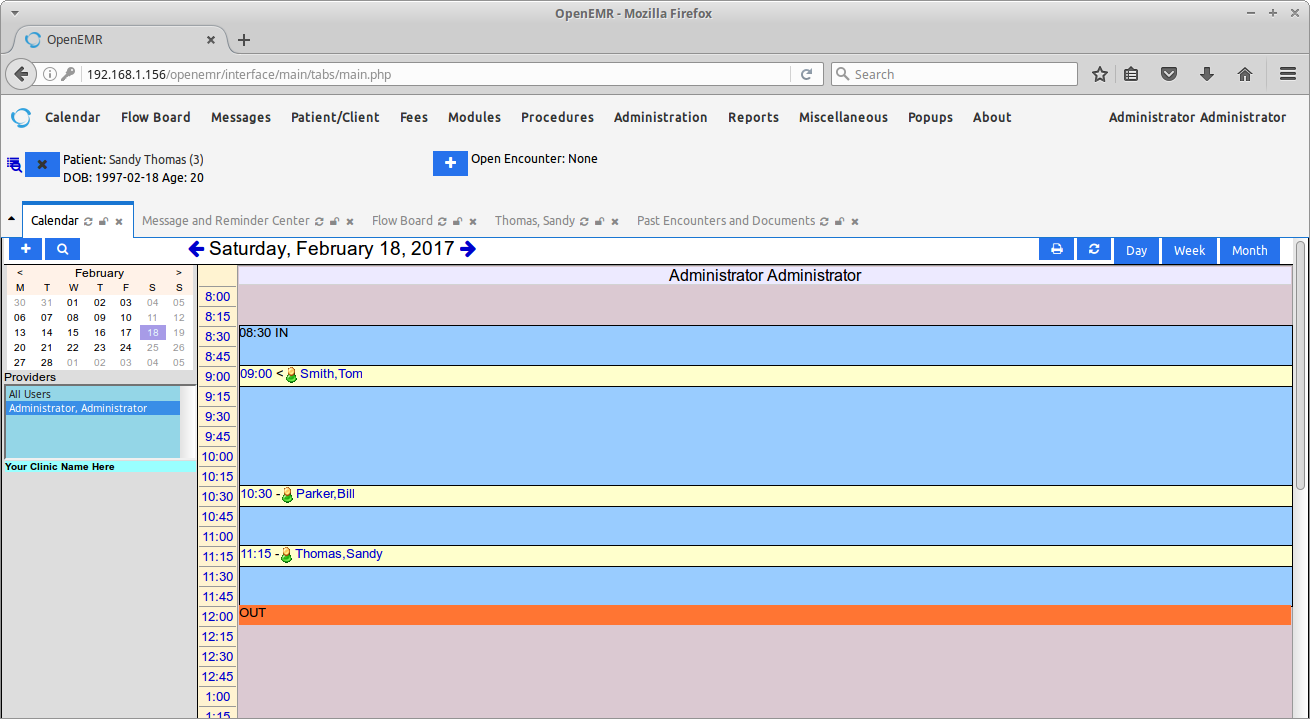 OpenEMR - Mozilla Firefox
OpenEMR
192.168.1.156/openemr/interface/main/tabs/main.php
Search
Calendar Flow Board Messages Patient/Client Fees Modules Procedures Administration Reports Miscellaneous Popups About Administrator Administrator
Patient: Sandy Thomas (3)
DOB: 1997-02-18 Age: 20
Open Encounter: None
Calendar Message and Reminder Center Flow Board Thomas, Sandy Past Encounters and Documents
Saturday, February 18, 2017
Day Week Month
< February >
M T W T F S S
30 31 01 02 03 04 05
06 07 08 09 10 11 12
13 14 15 16 17 18 19
20 21 22 23 24 25 26
27 28 01 02 03 04 05
Providers
All Users
Administrator, Administrator
Your Clinic Name Here
Administrator Administrator
8:00
8:15
8:30 08:30 IN
8:45
9:00 09:00 < Smith,Tom
9:15
9:30
9:45
10:00
10:15
10:30 10:30 - Parker,Bill
10:45
11:00
11:15 11:15 - Thomas,Sandy
11:30
11:45
12:00 OUT
12:15
12:30
12:45
1:00
1:15